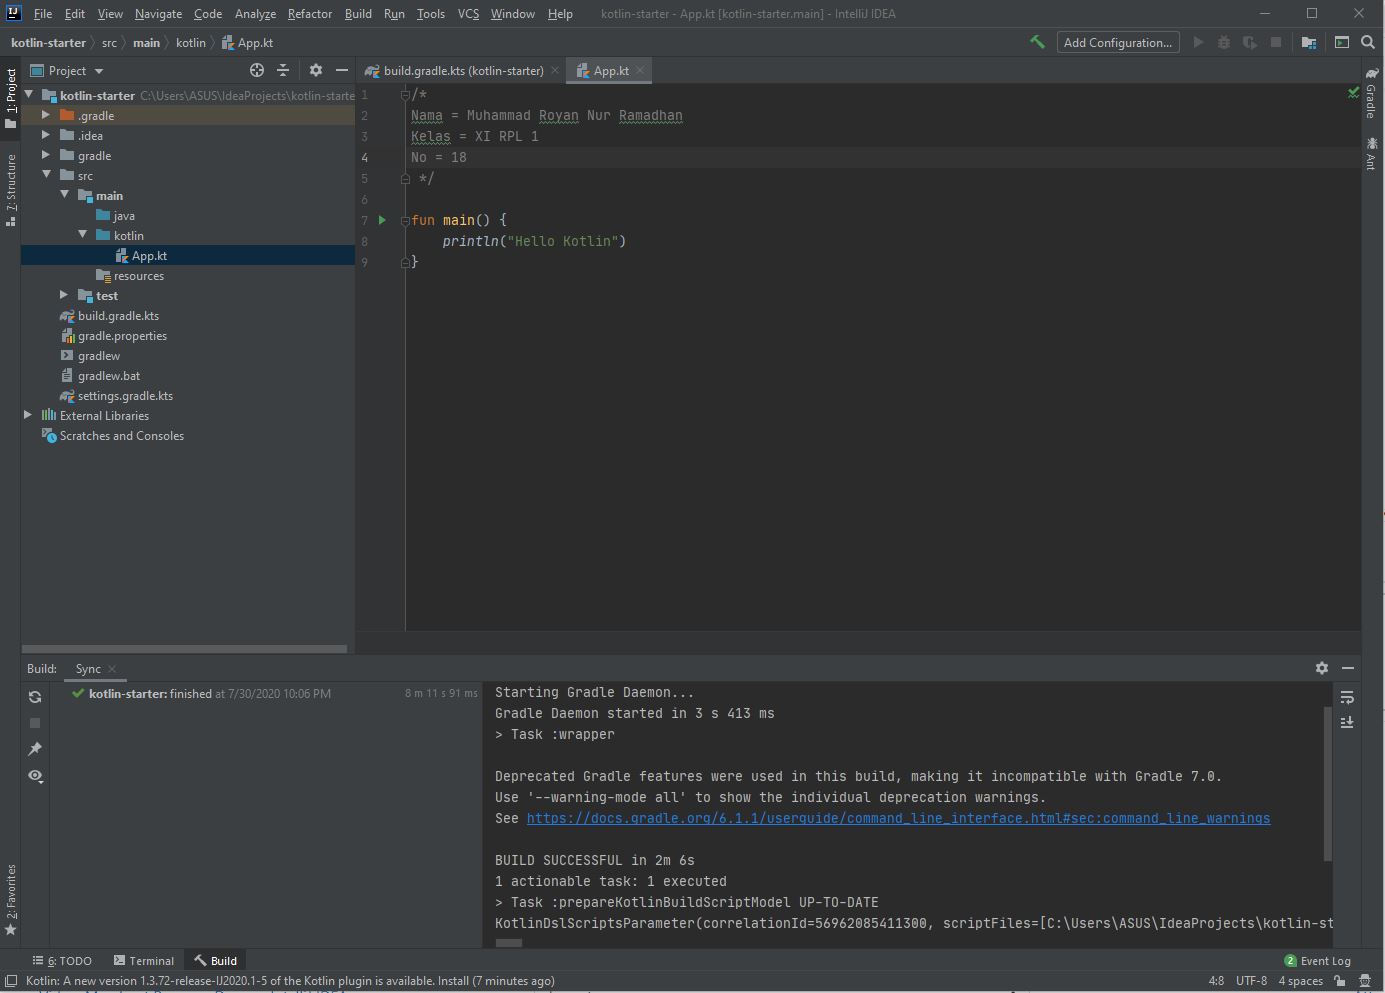 File Edit View Navigate Code Analyze Refactor Build Run Tools VCS Window Help kotlin-starter - App.kt [kotlin-starter.main] - IntelliJ IDEA
kotlin-starter src main kotlin App.kt Add Configuration...
1: Project
7: Structure
2: Favorites
Project
kotlin-starter C:\Users\ASUS\IdeaProjects\kotlin-starte
.gradle
.idea
gradle
src
main
java
kotlin
App.kt
resources
test
build.gradle.kts
gradle.properties
gradlew
gradlew.bat
settings.gradle.kts
External Libraries
Scratches and Consoles
build.gradle.kts (kotlin-starter) App.kt
1 /*
2 Nama = Muhammad Royan Nur Ramadhan
3 Kelas = XI RPL 1
4 No = 18
5 */
6
7 fun main() {
8 println("Hello Kotlin")
9 }
Gradle
Ant
Build: Sync
kotlin-starter: finished at 7/30/2020 10:06 PM 8 m 11 s 91 ms
Starting Gradle Daemon...
Gradle Daemon started in 3 s 413 ms
> Task :wrapper
Deprecated Gradle features were used in this build, making it incompatible with Gradle 7.0.
Use '--warning-mode all' to show the individual deprecation warnings.
See https://docs.gradle.org/6.1.1/userguide/command_line_interface.html#sec:command_line_warnings
BUILD SUCCESSFUL in 2m 6s
1 actionable task: 1 executed
> Task :prepareKotlinBuildScriptModel UP-TO-DATE
KotlinDslScriptsParameter(correlationId=56962085411300, scriptFiles=[C:\Users\ASUS\IdeaProjects\kotlin-st
6: TODO Terminal Build 2 Event Log
Kotlin: A new version 1.3.72-release-IJ2020.1-5 of the Kotlin plugin is available. Install (7 minutes ago) 4:8 UTF-8 4 spaces